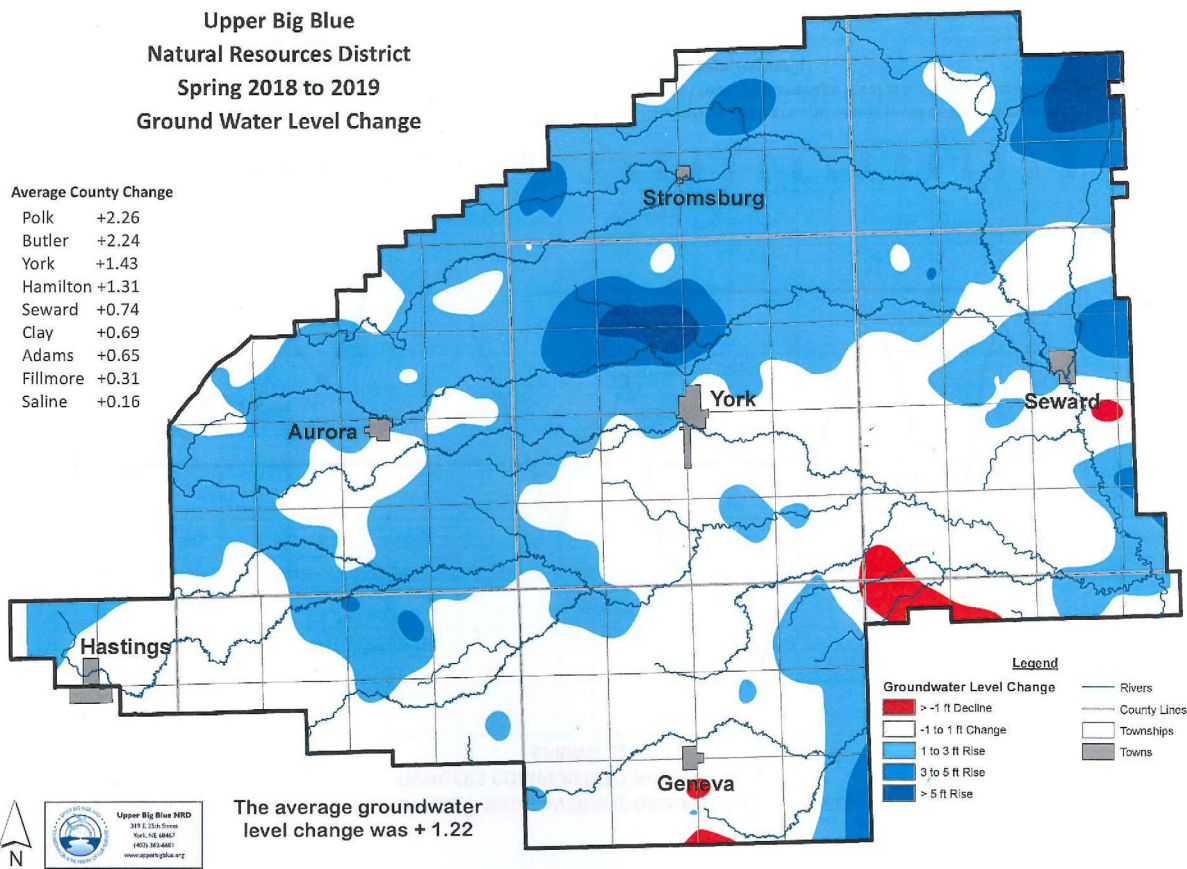 Upper Big Blue
Natural Resources District
Spring 2018 to 2019
Ground Water Level Change
Average County Change
Polk +2.26
Butler +2.24
York +1.43
Hamilton +1.31
Seward +0.74
Clay +0.69
Adams +0.65
Fillmore +0.31
Saline +0.16
Stromsburg
York
Seward
Aurora
Hastings
Geneva
Legend
Groundwater Level Change
> -1 ft Decline
-1 to 1 ft Change
1 to 3 ft Rise
3 to 5 ft Rise
> 5 ft Rise
Rivers
County Lines
Townships
Towns
The average groundwater
level change was + 1.22
N
Upper Big Blue NRD
319 E. 25th Street
York, NE 68467
(402) 362-6601
www.upperbigblue.org